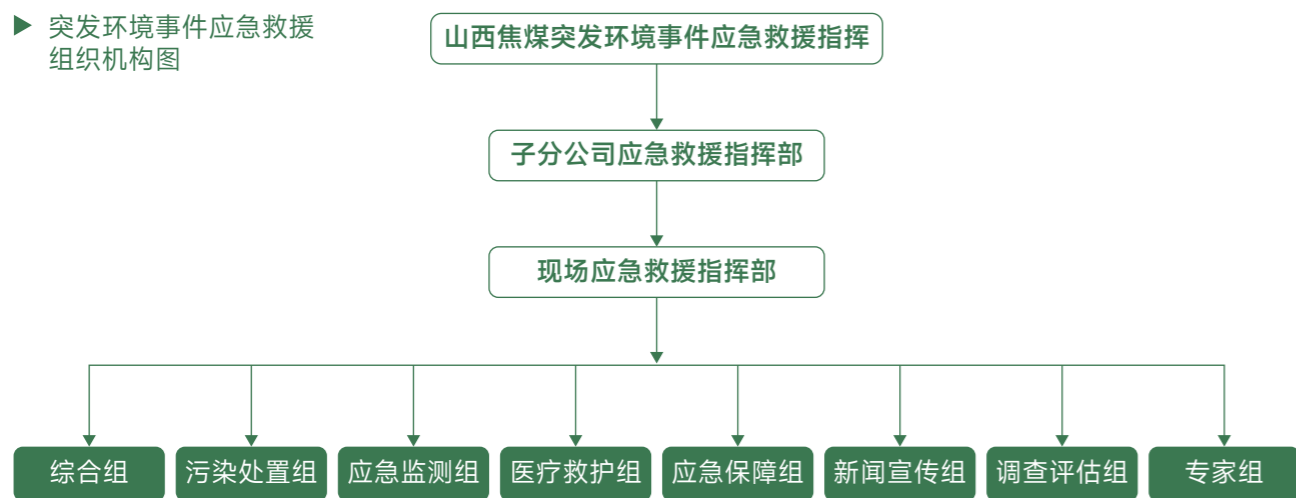 突发环境事件应急救援
组织机构图
山西焦煤突发环境事件应急救援指挥
子分公司应急救援指挥部
现场应急救援指挥部
综合组
污染处置组
应急监测组
医疗救护组
应急保障组
新闻宣传组
调查评估组
专家组